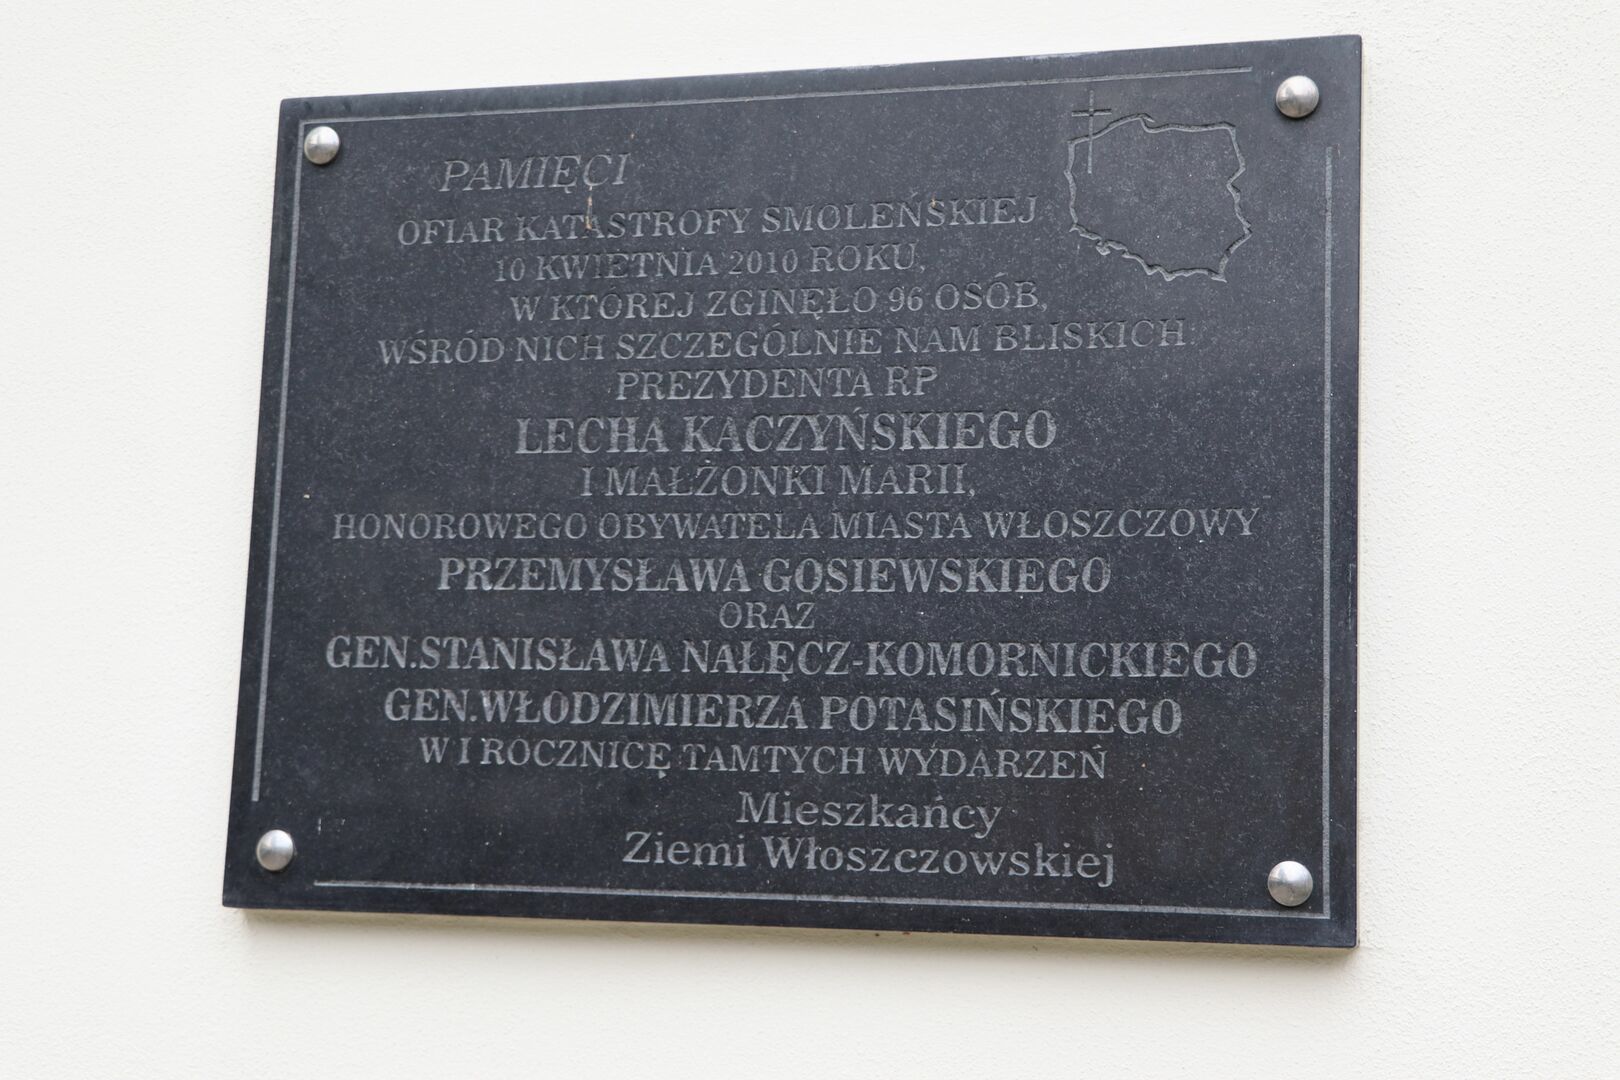 PAMIĘCI
OFIAR KATASTROFY SMOLEŃSKIEJ
10 KWIETNIA 2010 ROKU,
W KTÓREJ ZGINĘŁO 96 OSÓB,
WŚRÓD NICH SZCZEGÓLNIE NAM BLISKICH:
PREZYDENTA RP
LECHA KACZYŃSKIEGO
I MAŁŻONKI MARII,
HONOROWEGO OBYWATELA MIASTA WŁOSZCZOWY
PRZEMYSŁAWA GOSIEWSKIEGO
ORAZ
GEN.STANISŁAWA NAŁĘCZ-KOMORNICKIEGO
GEN.WŁODZIMIERZA POTASIŃSKIEGO
W I ROCZNICĘ TAMTYCH WYDARZEŃ
Mieszkańcy
Ziemi Włoszczowskiej